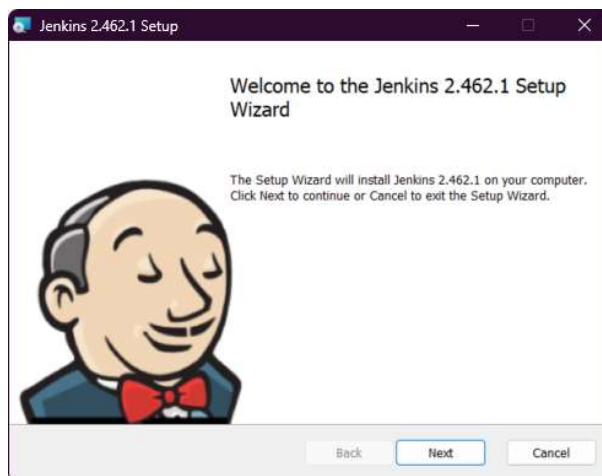 Jenkins 2.462.1 Setup
Welcome to the Jenkins 2.462.1 Setup
Wizard
The Setup Wizard will install Jenkins 2.462.1 on your computer.
Click Next to continue or Cancel to exit the Setup Wizard.
Back Next Cancel